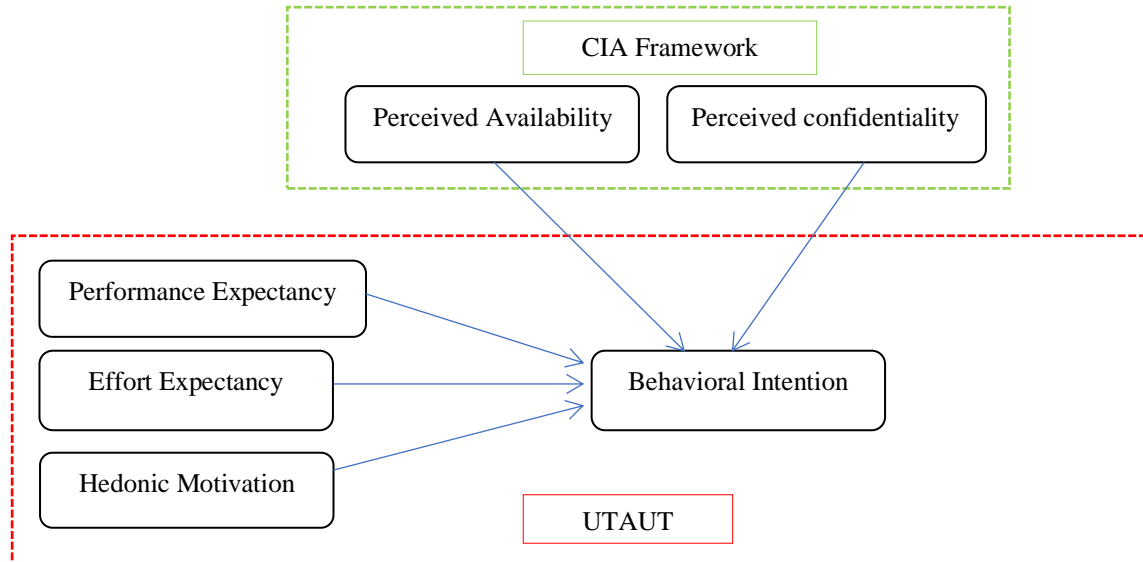 CIA Framework
Perceived Availability
Perceived confidentiality
Performance Expectancy
Effort Expectancy
Behavioral Intention
Hedonic Motivation
UTAUT